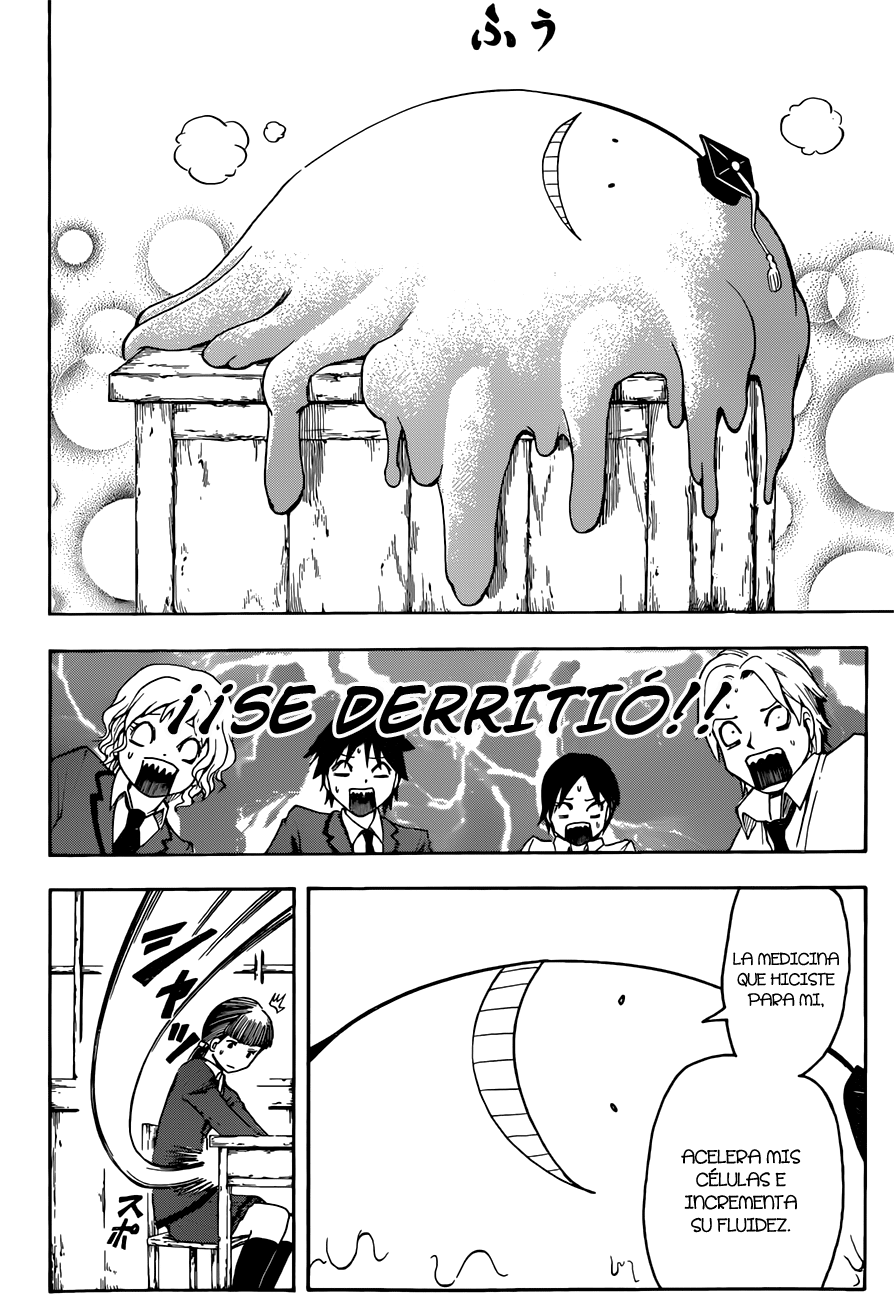 ふぅ
¡¡SE DERRITIÓ!!
LA MEDICINA
QUE HICISTE
PARA MI,
ACELERA MIS
CÉLULAS E
INCREMENTA
SU FLUIDEZ.
シャッ
スポ